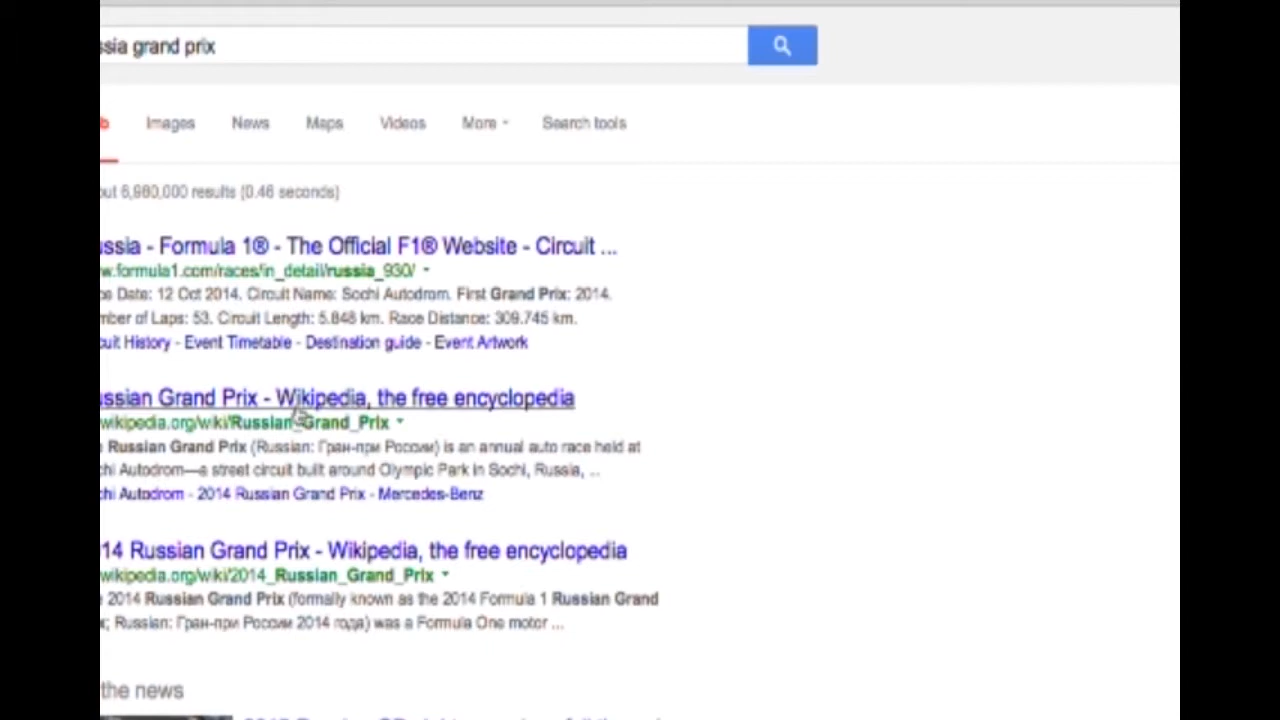 ssia grand prix
Images News Maps Videos More Search tools
out 6,980,000 results (0.46 seconds)
ussia - Formula 1® - The Official F1® Website - Circuit ...
w.formula1.com/races/in_detail/russia_930/
ce Date: 12 Oct 2014. Circuit Name: Sochi Autodrom. First Grand Prix: 2014.
mber of Laps: 53. Circuit Length: 5.848 km. Race Distance: 309.745 km.
cuit History - Event Timetable - Destination guide - Event Artwork
ussian Grand Prix - Wikipedia, the free encyclopedia
wikipedia.org/wiki/Russian_Grand_Prix
Russian Grand Prix (Russian: Гран-при России) is an annual auto race held at
chi Autodrom—a street circuit built around Olympic Park in Sochi, Russia, ...
chi Autodrom - 2014 Russian Grand Prix - Mercedes-Benz
14 Russian Grand Prix - Wikipedia, the free encyclopedia
wikipedia.org/wiki/2014_Russian_Grand_Prix
2014 Russian Grand Prix (formally known as the 2014 Formula 1 Russian Grand
x; Russian: Гран-при России 2014 года) was a Formula One motor ...
the news